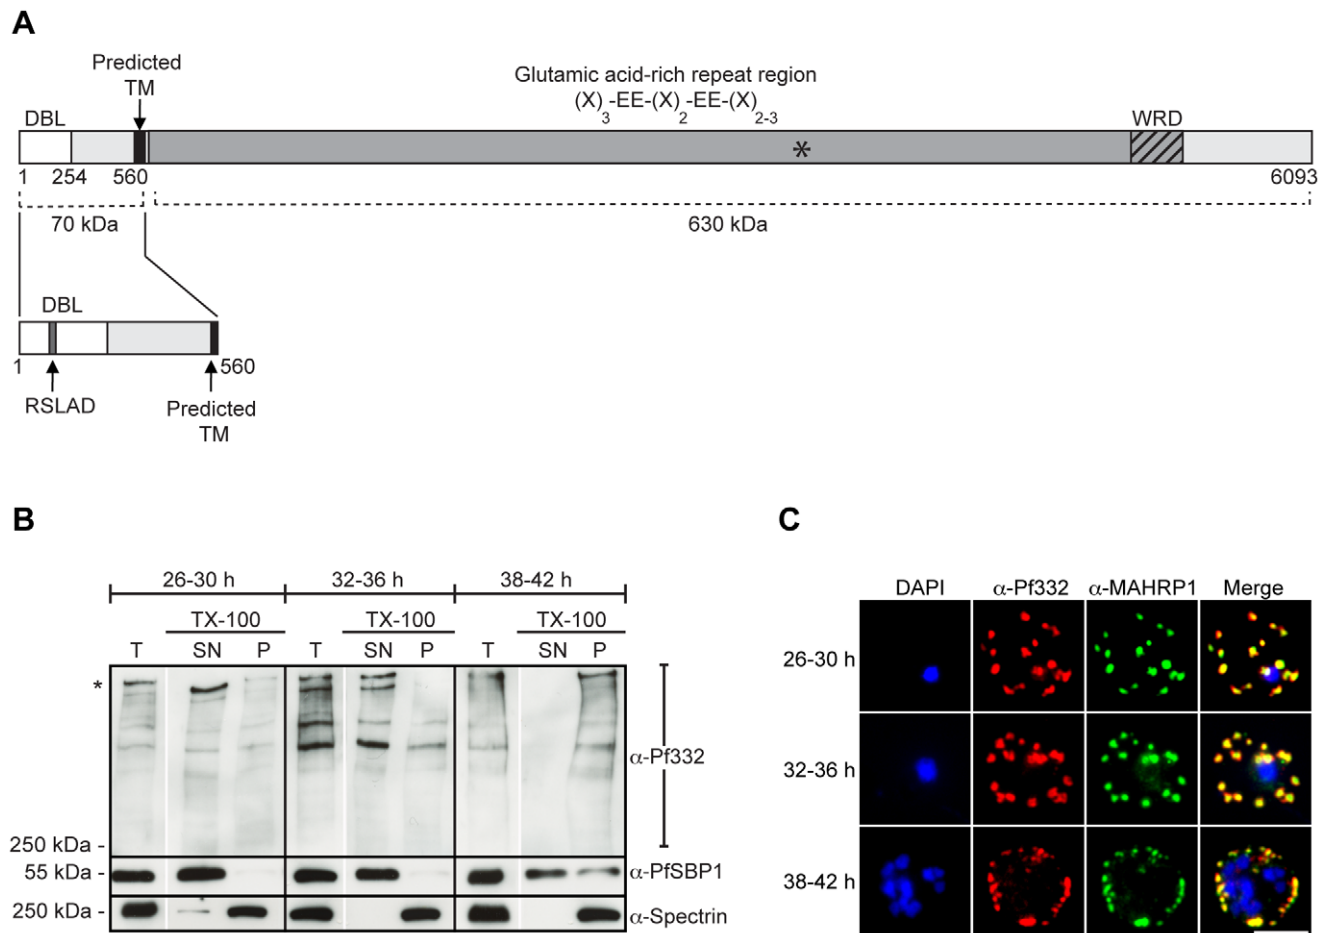 A
Predicted
TM
Glutamic acid-rich repeat region
(X)3-EE-(X)2-EE-(X)2-3
DBL
WRD
*
1 254 560 6093
70 kDa 630 kDa
DBL
1 560
RSLAD
Predicted
TM
B
26-30 h 32-36 h 38-42 h
TX-100 TX-100 TX-100
T SN P T SN P T SN P
*
α-Pf332
250 kDa -
55 kDa - α-PfSBP1
250 kDa - α-Spectrin
C
DAPI α-Pf332 α-MAHRP1 Merge
26-30 h
32-36 h
38-42 h